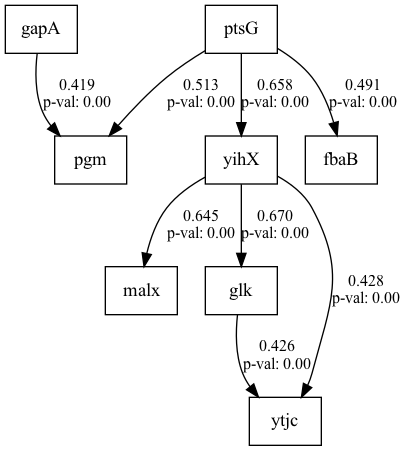 gapA
ptsG
0.419
p-val: 0.00
0.513
p-val: 0.00
0.658
p-val: 0.00
0.491
p-val: 0.00
pgm
yihX
fbaB
0.645
p-val: 0.00
0.670
p-val: 0.00
0.428
p-val: 0.00
malx
glk
0.426
p-val: 0.00
ytjc